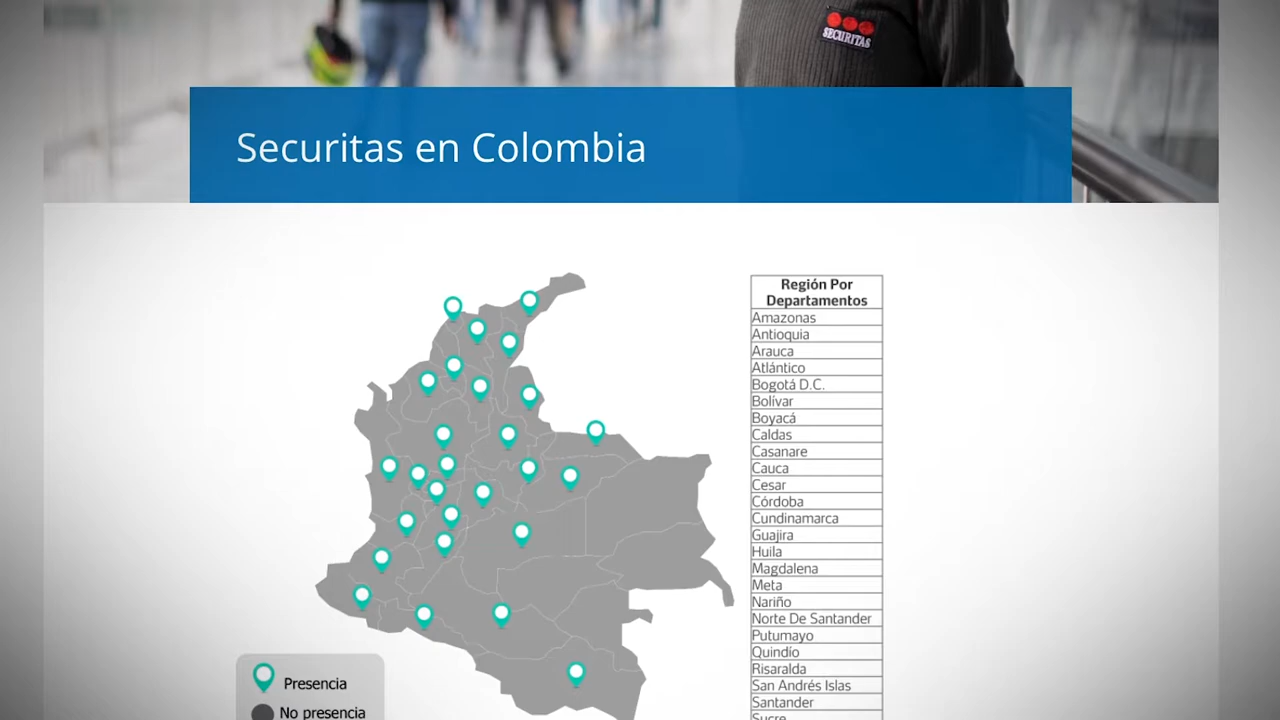 SECURITAS
Securitas en Colombia
Región Por
Departamentos
Amazonas
Antioquia
Arauca
Atlántico
Bogotá D.C.
Bolívar
Boyacá
Caldas
Casanare
Cauca
Cesar
Córdoba
Cundinamarca
Guajira
Huila
Magdalena
Meta
Nariño
Norte De Santander
Putumayo
Quindío
Risaralda
San Andrés Islas
Santander
Sucre
Presencia
No presencia